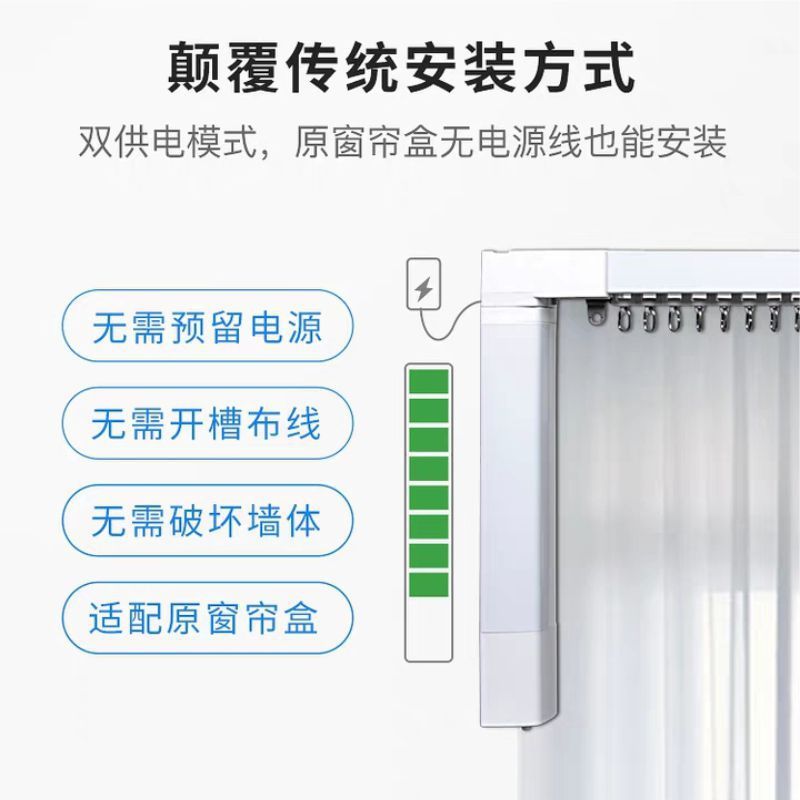 颠覆传统安装方式
双供电模式，原窗帘盒无电源线也能安装
无需预留电源
无需开槽布线
无需破坏墙体
适配原窗帘盒